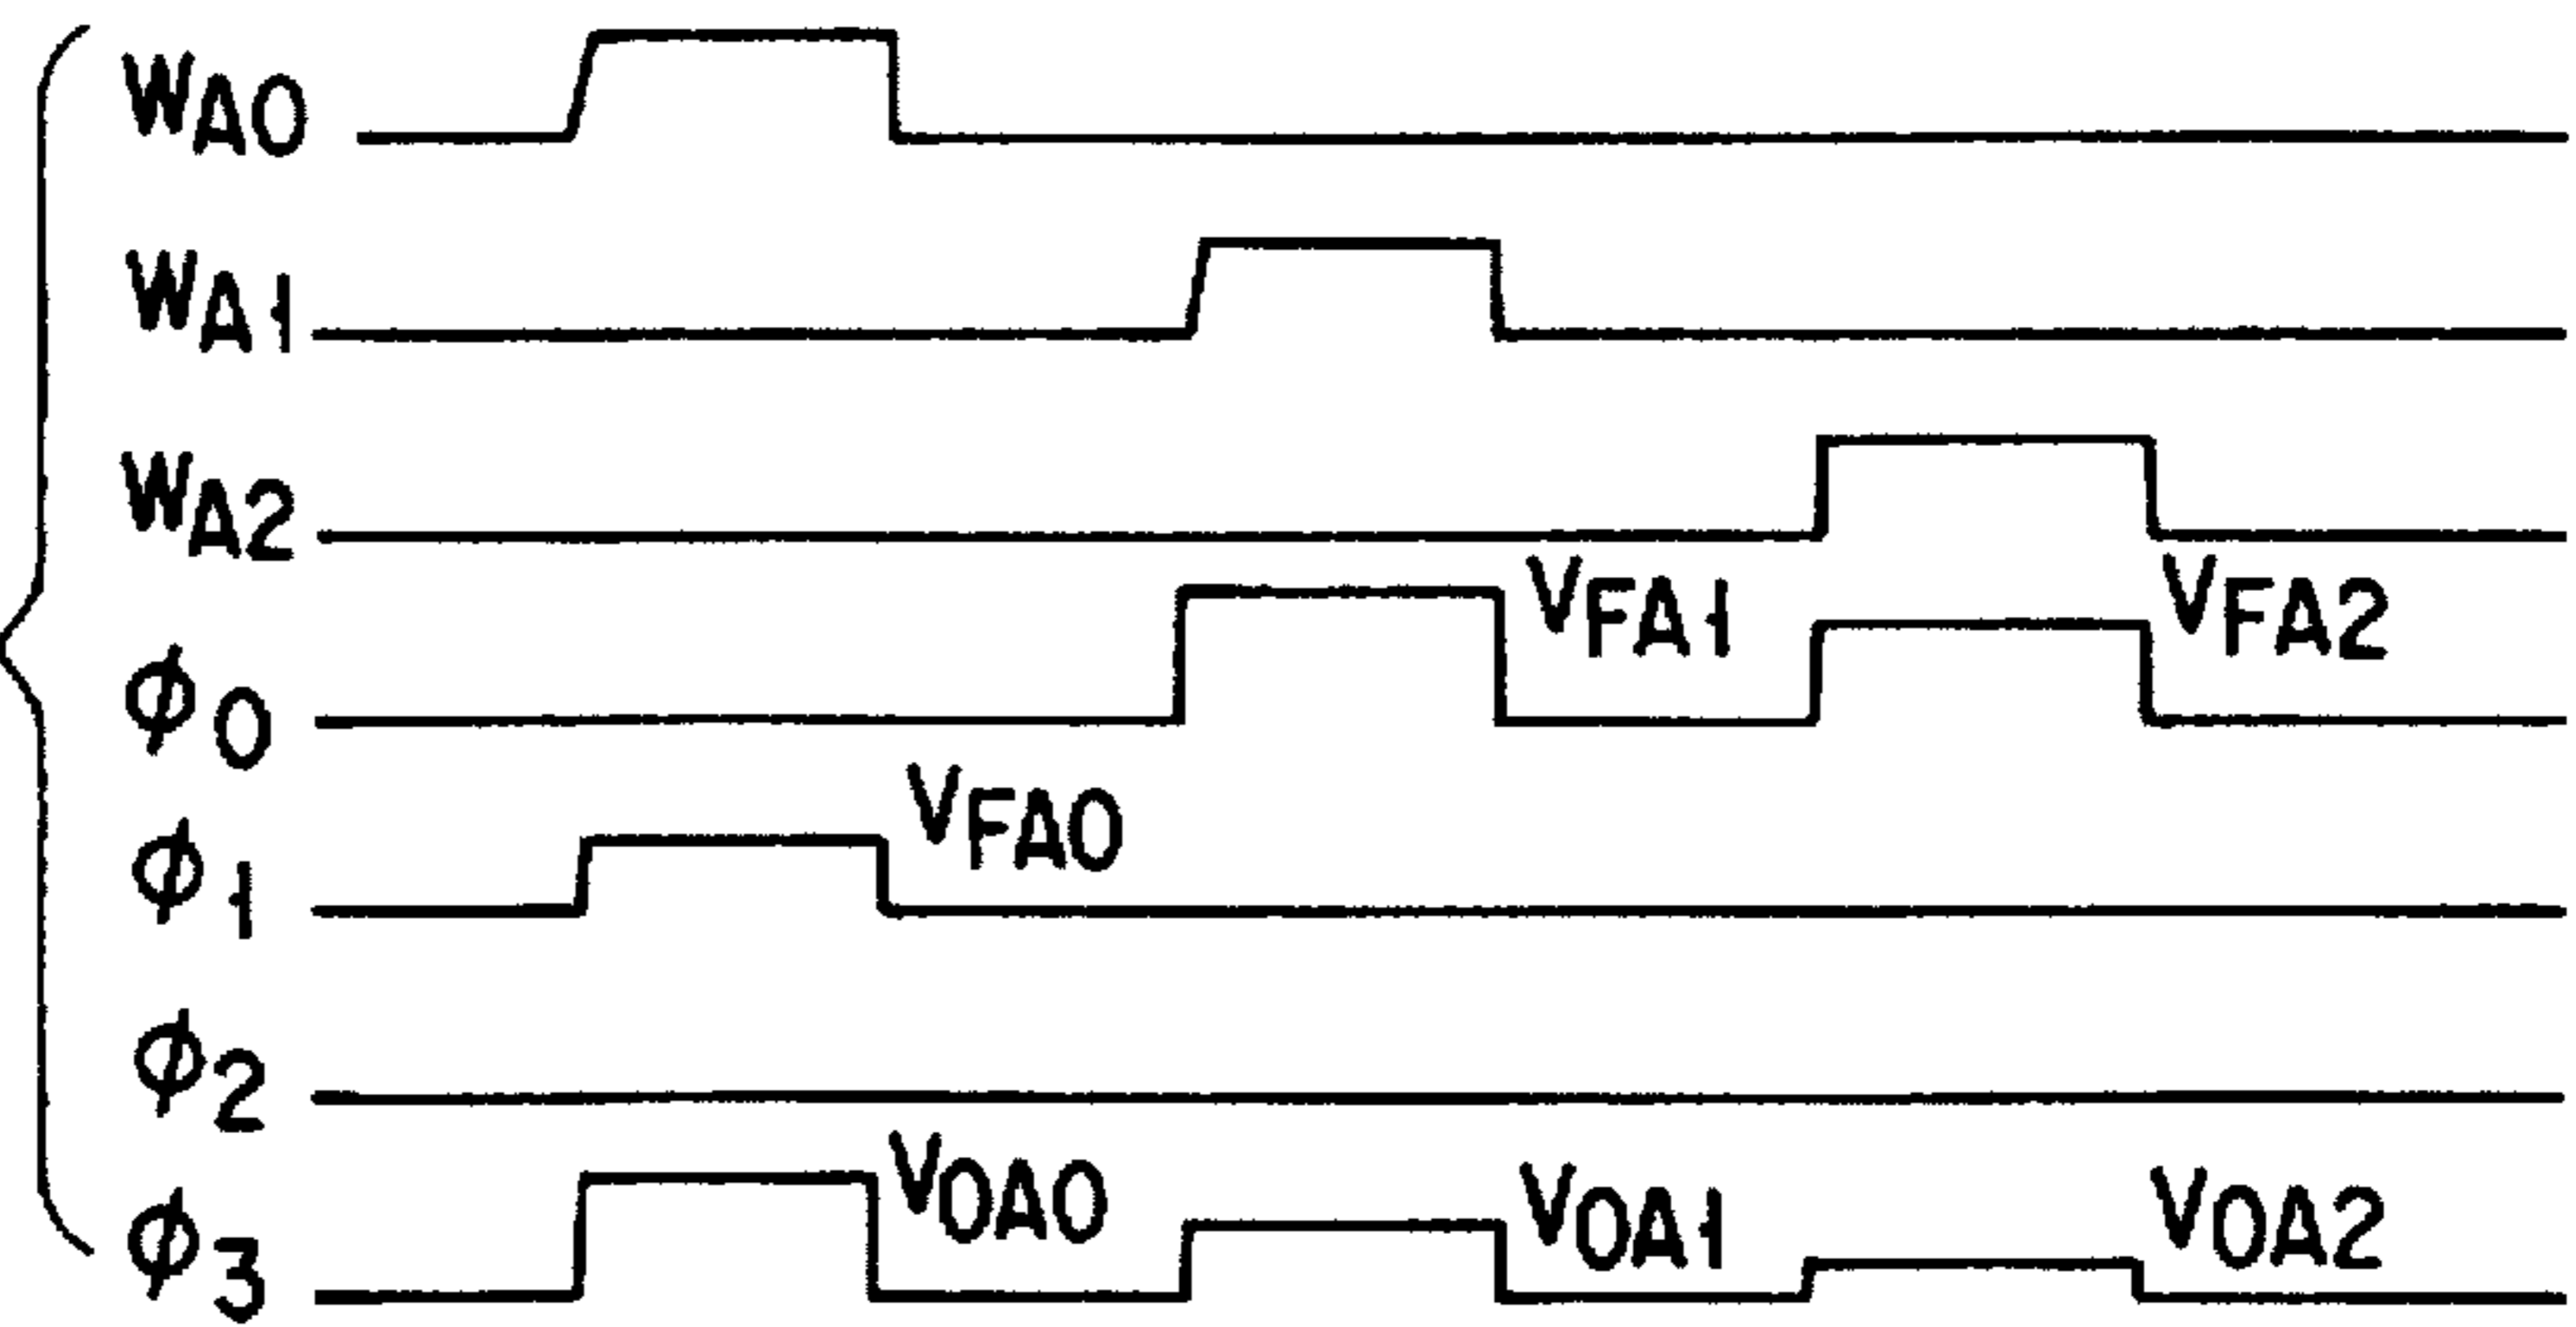 WA0
WA1
WA2
VFA1 VFA2
ϕ0
VFA0
ϕ1
ϕ2
VOA0 VOA1 VOA2
ϕ3